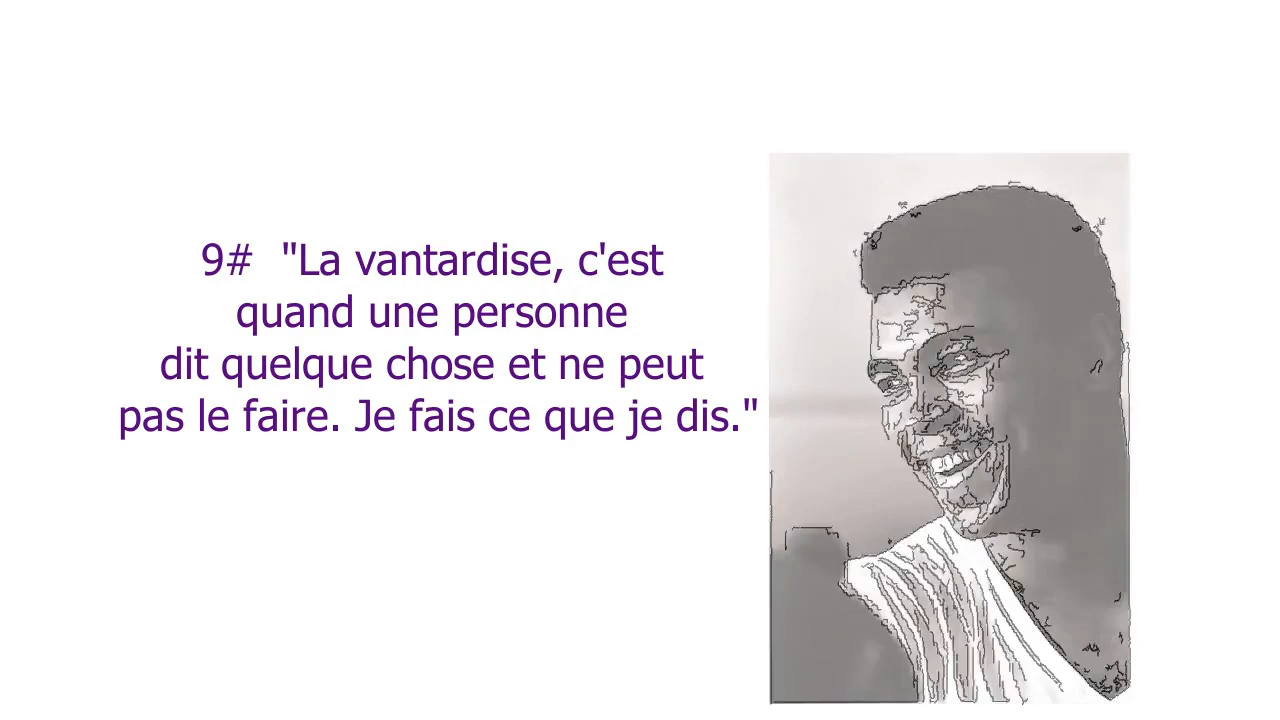 9#  "La vantardise, c'est
quand une personne
dit quelque chose et ne peut
pas le faire. Je fais ce que je dis."